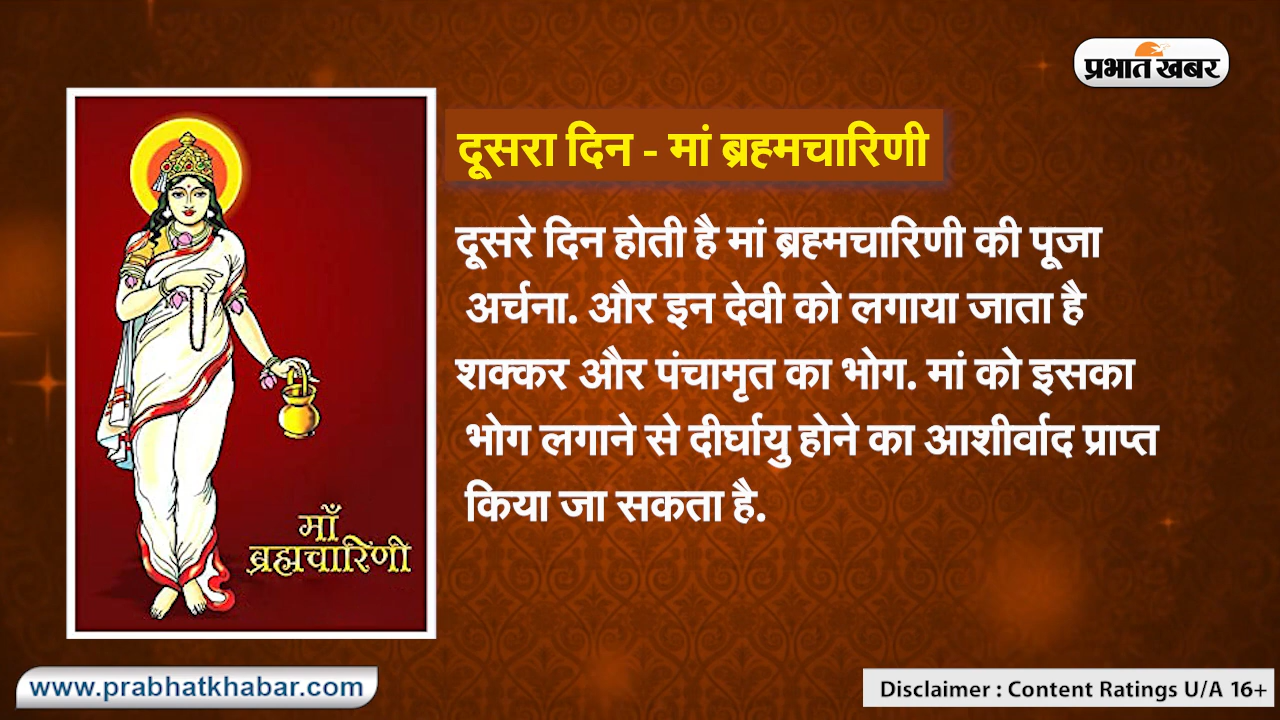 प्रभात खबर
दूसरा दिन - मां ब्रह्मचारिणी
दूसरे दिन होती है मां ब्रह्मचारिणी की पूजा
अर्चना. और इन देवी को लगाया जाता है
शक्कर और पंचामृत का भोग. मां को इसका
भोग लगाने से दीर्घायु होने का आशीर्वाद प्राप्त
किया जा सकता है.
माँ
ब्रह्मचारिणी
www.prabhatkhabar.com
Disclaimer : Content Ratings U/A 16+